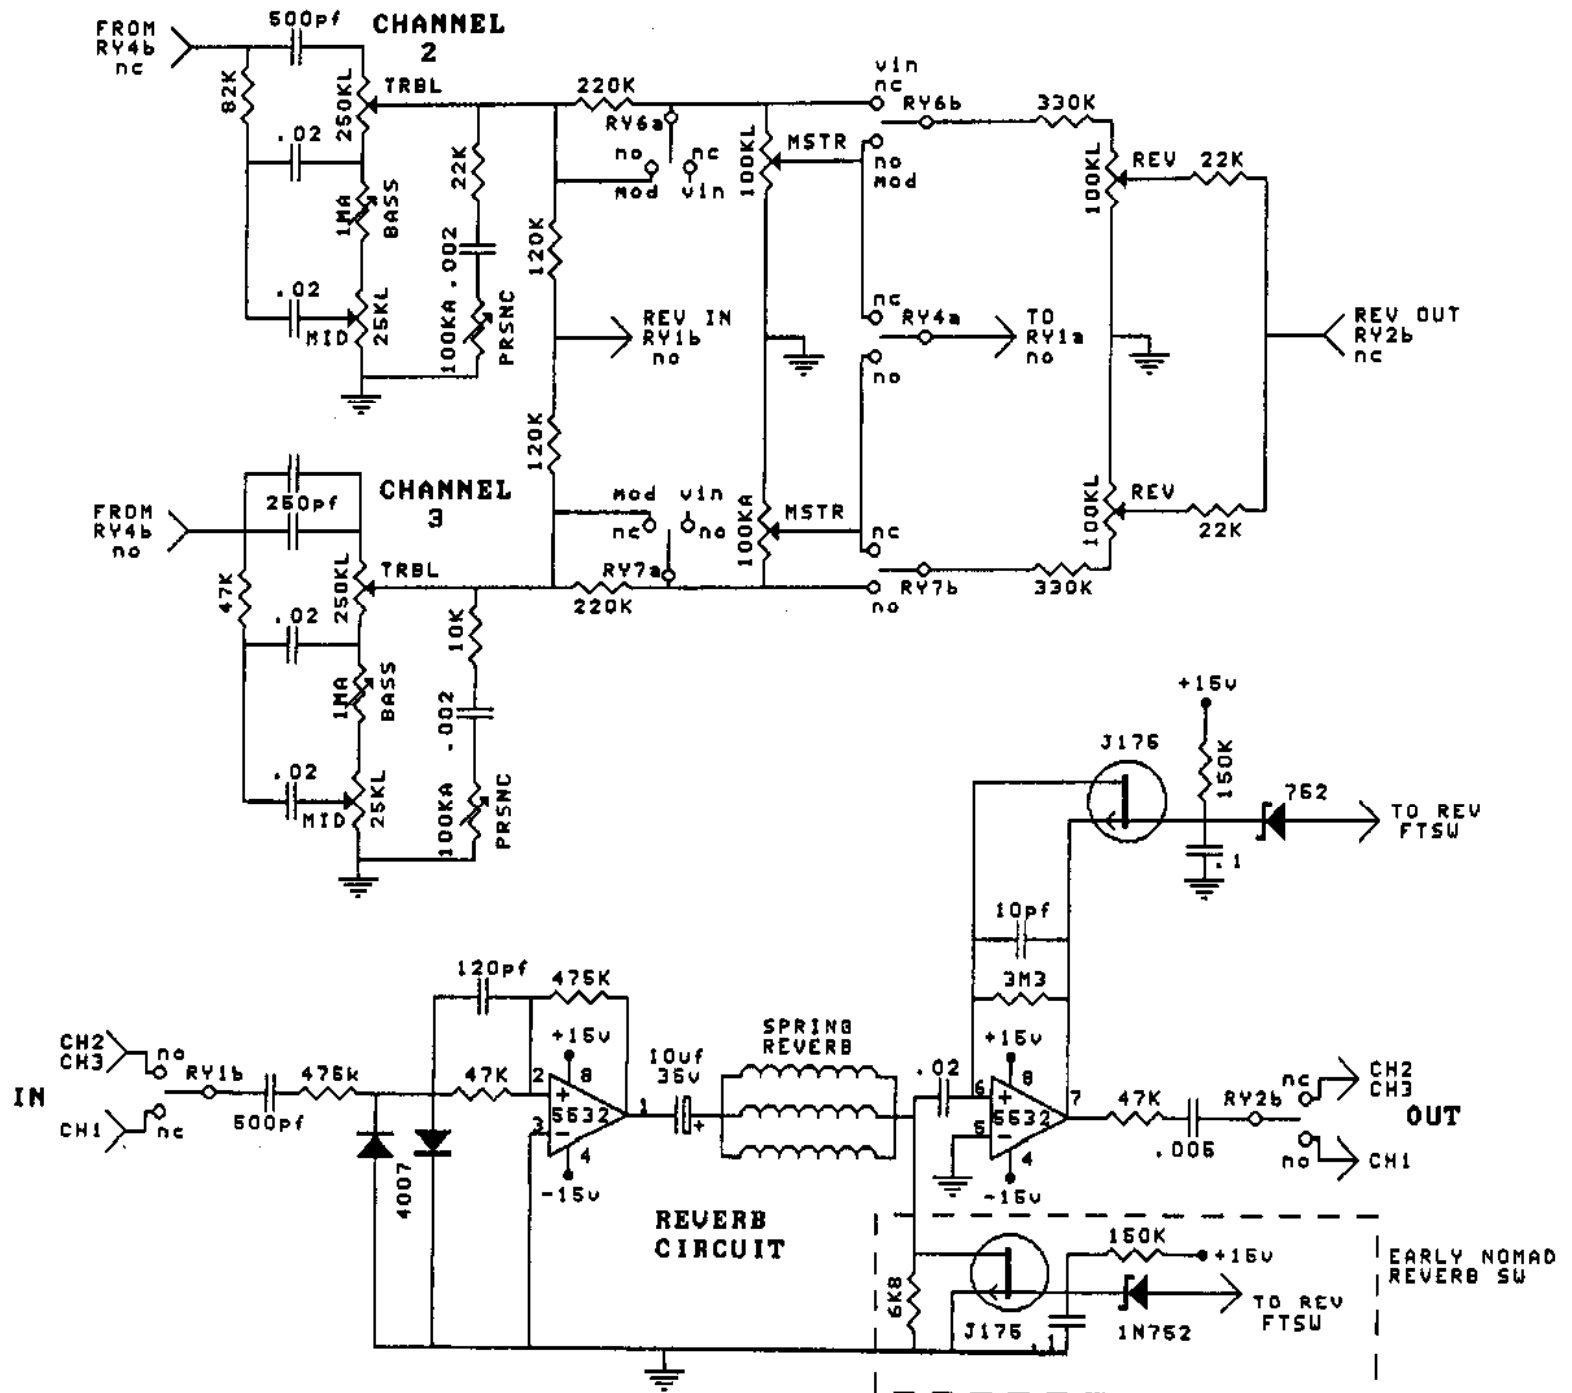 CHANNEL
2
FROM
RY4b
nc
500pf
82K
250KL
TRBL
.02
1MA
BASS
.02
MID
25KL
22K
.002
100KA
PRSNC
220K
RY6a
no
Mod
nc
vin
120K
REV IN
RY1b
no
120K
100KL
MSTR
vin
nc
RY6b
no
Mod
nc
RY4a
no
TO
RY1a
no
330K
100KL
REV
22K
REV OUT
RY2b
nc
CHANNEL
3
FROM
RY4b
no
250pf
47K
250KL
TRBL
.02
1MA
BASS
.02
MID
25KL
10K
.002
100KA
PRSNC
220K
RY7a
Mod
nc
vin
no
100KA
MSTR
nc
RY7b
no
330K
100KL
REV
22K
+15v
150K
J175
752
.1
TO REV
FTSW
10pf
3M3
IN
CH2
CH3
no
RY1b
CH1
nc
500pf
475k
4007
120pf
47K
475K
+15v
2
8
+
5532
3
-
4
1
-15v
10uf
35v
+
SPRING
REVERB
.02
+15v
6
8
+
5532
5
-
4
7
-15v
47K
.005
RY2b
nc
no
CH2
CH3
CH1
OUT
REVERB
CIRCUIT
6K8
J175
150K
+15v
.1
1N752
TO REV
FTSW
EARLY NOMAD
REVERB SW